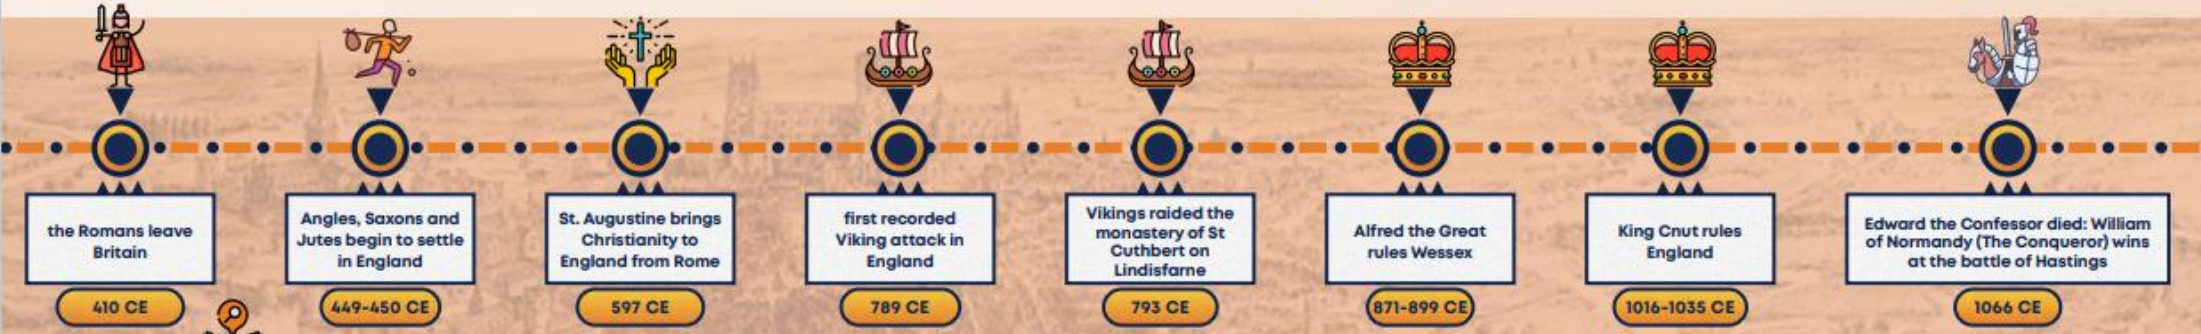 the Romans leave
Britain
410 CE
Angles, Saxons and
Jutes begin to settle
in England
449-450 CE
St. Augustine brings
Christianity to
England from Rome
597 CE
first recorded
Viking attack in
England
789 CE
Vikings raided the
monastery of St
Cuthbert on
Lindisfarne
793 CE
Alfred the Great
rules Wessex
871-899 CE
King Cnut rules
England
1016-1035 CE
Edward the Confessor died: William
of Normandy (The Conqueror) wins
at the battle of Hastings
1066 CE